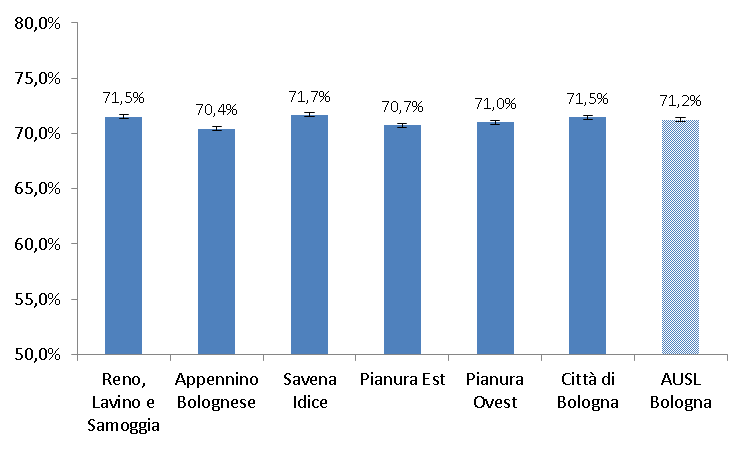 80,0%
75,0%
70,0%
65,0%
60,0%
55,0%
50,0%
71,5%
70,4%
71,7%
70,7%
71,0%
71,5%
71,2%
Reno,
Lavino e
Samoggia
Appennino
Bolognese
Savena
Idice
Pianura Est
Pianura
Ovest
Città di
Bologna
AUSL
Bologna